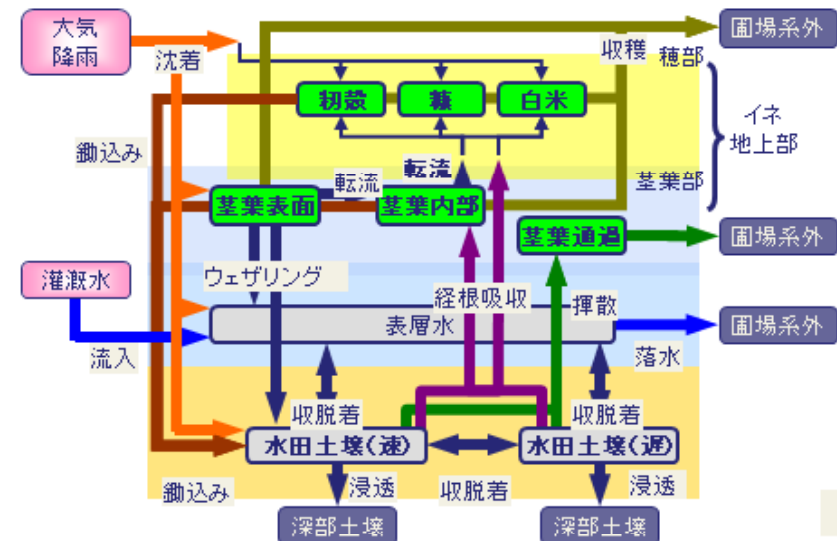 大気
降雨
沈着
収穫
穂部
圃場系外
籾殻
糠
白米
イネ
地上部
鋤込み
転流
転流
茎葉部
茎葉表面
茎葉内部
茎葉通過
圃場系外
灌漑水
ウェザリング
経根吸収
揮散
表層水
圃場系外
流入
落水
収脱着
収脱着
水田土壌(速)
水田土壌(遅)
鋤込み
浸透
収脱着
浸透
深部土壌
深部土壌